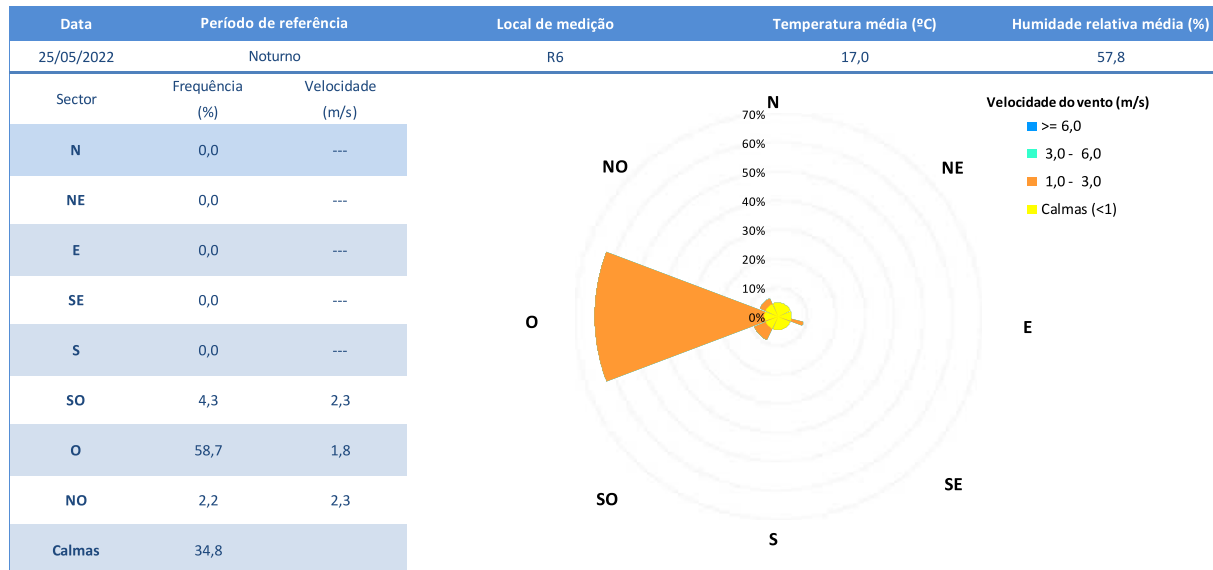 Data Período de referência Local de medição Temperatura média (ºC) Humidade relativa média (%)
25/05/2022 Noturno R6 17,0 57,8
Sector Frequência (%) Velocidade (m/s)
N 0,0 ---
NE 0,0 ---
E 0,0 ---
SE 0,0 ---
S 0,0 ---
SO 4,3 2,3
O 58,7 1,8
NO 2,2 2,3
Calmas 34,8
N
NE
E
SE
S
SO
O
NO
70%
60%
50%
40%
30%
20%
10%
0%
Velocidade do vento (m/s)
>= 6,0
3,0 - 6,0
1,0 - 3,0
Calmas (<1)